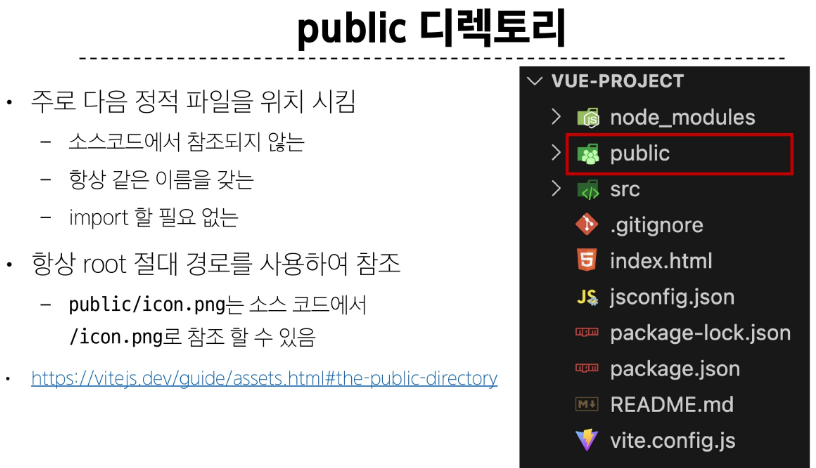 public 디렉토리
• 주로 다음 정적 파일을 위치 시킴
– 소스코드에서 참조되지 않는
– 항상 같은 이름을 갖는
– import 할 필요 없는
• 항상 root 절대 경로를 사용하여 참조
– public/icon.png는 소스 코드에서
/icon.png로 참조 할 수 있음
• https://vitejs.dev/guide/assets.html#the-public-directory
VUE-PROJECT
node_modules
public
src
.gitignore
index.html
JS jsconfig.json
package-lock.json
package.json
README.md
vite.config.js